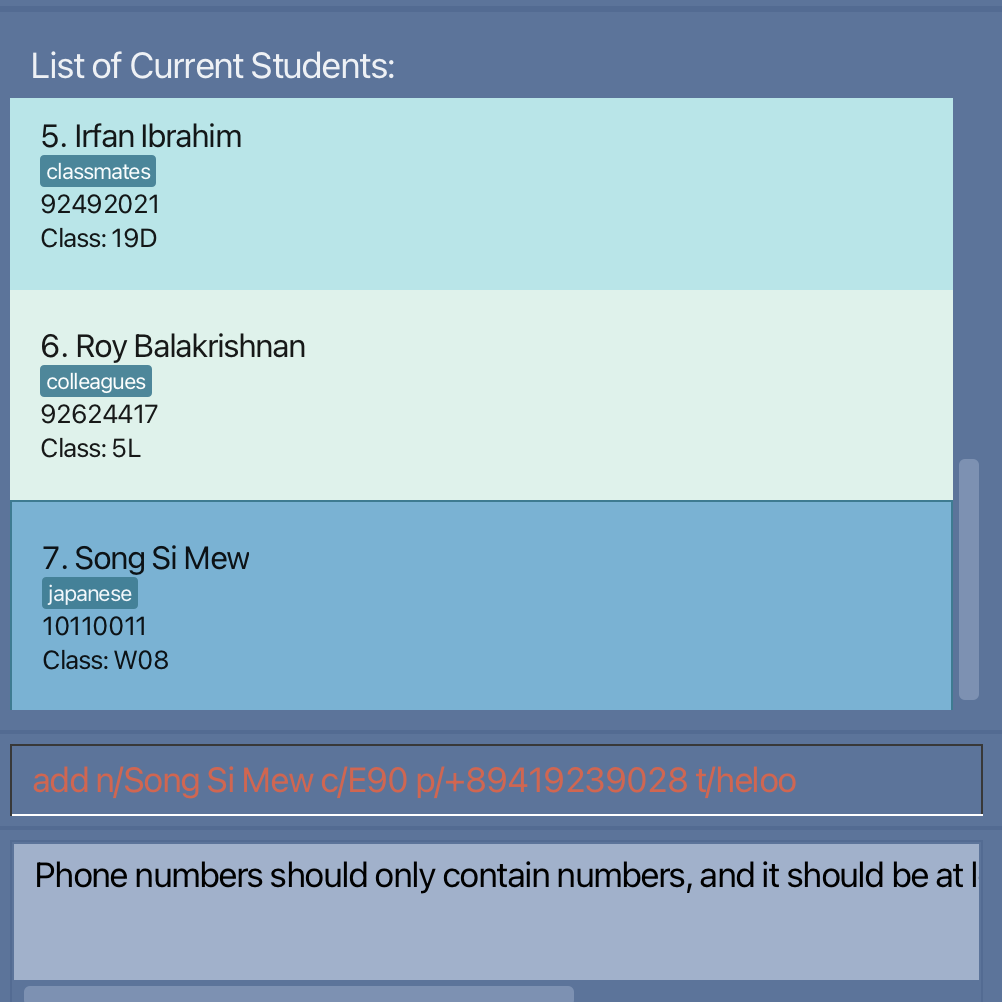 List of Current Students:
5. Irfan Ibrahim
classmates
92492021
Class: 19D
6. Roy Balakrishnan
colleagues
92624417
Class: 5L
7. Song Si Mew
japanese
10110011
Class: W08
add n/Song Si Mew c/E90 p/+89419239028 t/heloo
Phone numbers should only contain numbers, and it should be at